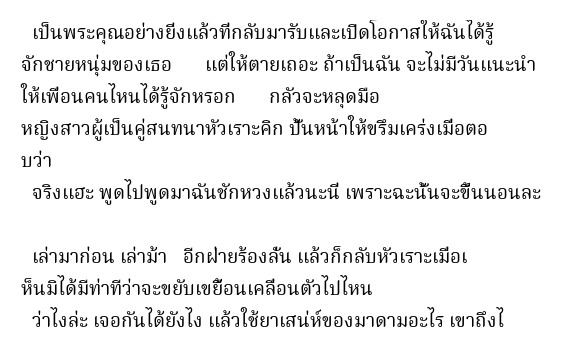 เป็นพระคุณอย่างยิ่งแล้วที่กลับมารับและเปิดโอกาสให้ฉันได้รู้
จักชายหนุ่มของเธอ แต่ให้ตายเถอะ ถ้าเป็นฉัน จะไม่มีวันแนะนำ
ให้เพื่อนคนไหนได้รู้จักหรอก กลัวจะหลุดมือ
หญิงสาวผู้เป็นคู่สนทนาหัวเราะคิก ปั้นหน้าให้ขรึมเคร่งเมื่อตอ
บว่า
จริงแฮะ พูดไปพูดมาฉันชักหวงแล้วนะนี่ เพราะฉะนั้นจะขึ้นนอนละ
เล่ามาก่อน เล่าม้า อีกฝ่ายร้องลั่น แล้วก็กลับหัวเราะเมื่อเ
ห็นมิได้มีท่าทีว่าจะขยับเขยื้อนเคลื่อนตัวไปไหน
ว่าไงล่ะ เจอกันได้ยังไง แล้วใช้ยาเสน่ห์ของมาดามอะไร เขาถึงไ